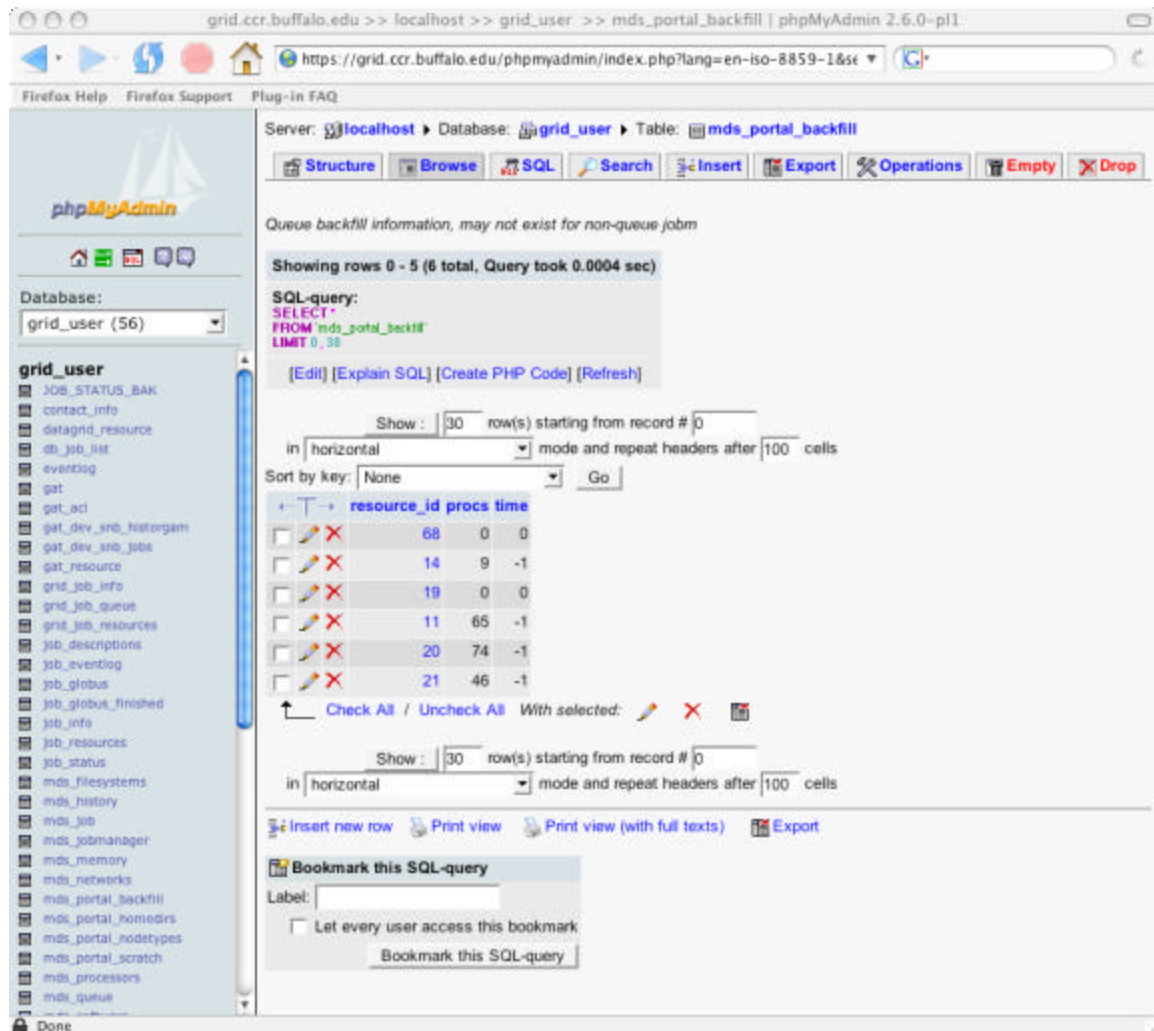 grid.ccr.buffalo.edu >> localhost >> grid_user >> mds_portal_backfill | phpMyAdmin 2.6.0-pl1
https://grid.ccr.buffalo.edu/phpmyadmin/index.php?lang=en-iso-8859-1&se
Firefox Help Firefox Support Plug-in FAQ
phpMyAdmin
Database:
grid_user (56)
grid_user
JOB_STATUS_BAK
contact_info
datagrid_resource
db_job_list
eventlog
gat
gat_acl
gat_dev_snb_historgam
gat_dev_snb_jobs
gat_resource
grid_job_info
grid_job_queue
grid_job_resources
job_descriptions
job_eventlog
job_globus
job_globus_finished
job_info
job_resources
job_status
mds_filesystems
mds_history
mds_job
mds_jobmanager
mds_memory
mds_networks
mds_portal_backfill
mds_portal_homedirs
mds_portal_nodetypes
mds_portal_scratch
mds_processors
mds_queue
Server: localhost Database: grid_user Table: mds_portal_backfill
Structure Browse SQL Search Insert Export Operations Empty Drop
Queue backfill information, may not exist for non-queue jobm
Showing rows 0 - 5 (6 total, Query took 0.0004 sec)
SQL-query:
SELECT *
FROM `mds_portal_backfill`
LIMIT 0 , 30
[Edit] [Explain SQL] [Create PHP Code] [Refresh]
Show : 30 row(s) starting from record # 0
in horizontal mode and repeat headers after 100 cells
Sort by key: None Go
resource_id procs time
68 0 0
14 9 -1
19 0 0
11 65 -1
20 74 -1
21 46 -1
Check All / Uncheck All With selected:
Show : 30 row(s) starting from record # 0
in horizontal mode and repeat headers after 100 cells
Insert new row Print view Print view (with full texts) Export
Bookmark this SQL-query
Label:
Let every user access this bookmark
Bookmark this SQL-query
Done